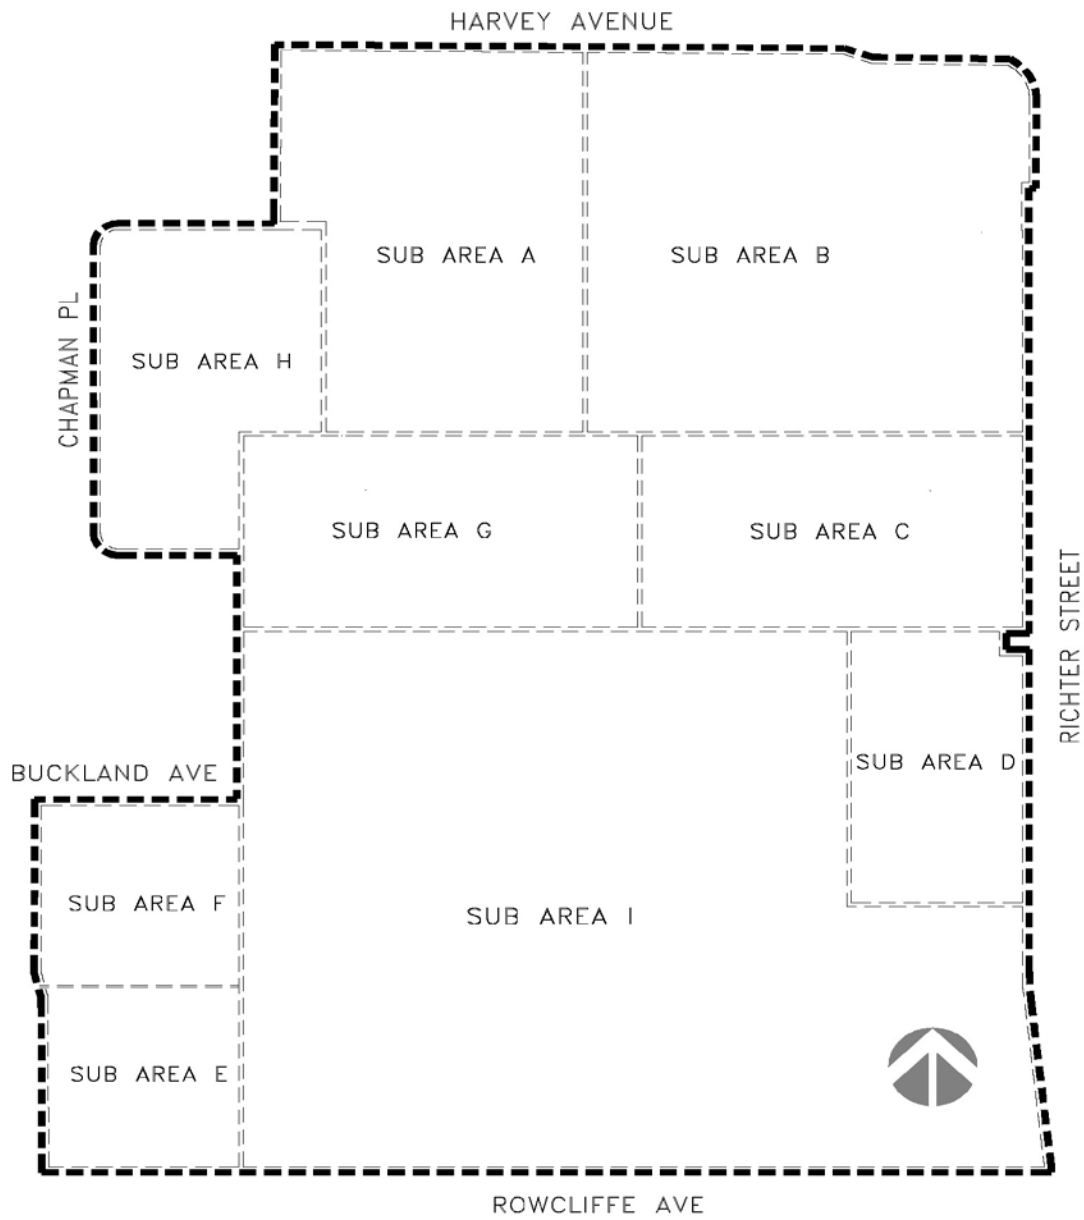 HARVEY AVENUE
SUB AREA A
SUB AREA B
CHAPMAN PL
SUB AREA H
SUB AREA G
SUB AREA C
RICHTER STREET
BUCKLAND AVE
SUB AREA D
SUB AREA F
SUB AREA I
SUB AREA E
ROWCLIFFE AVE